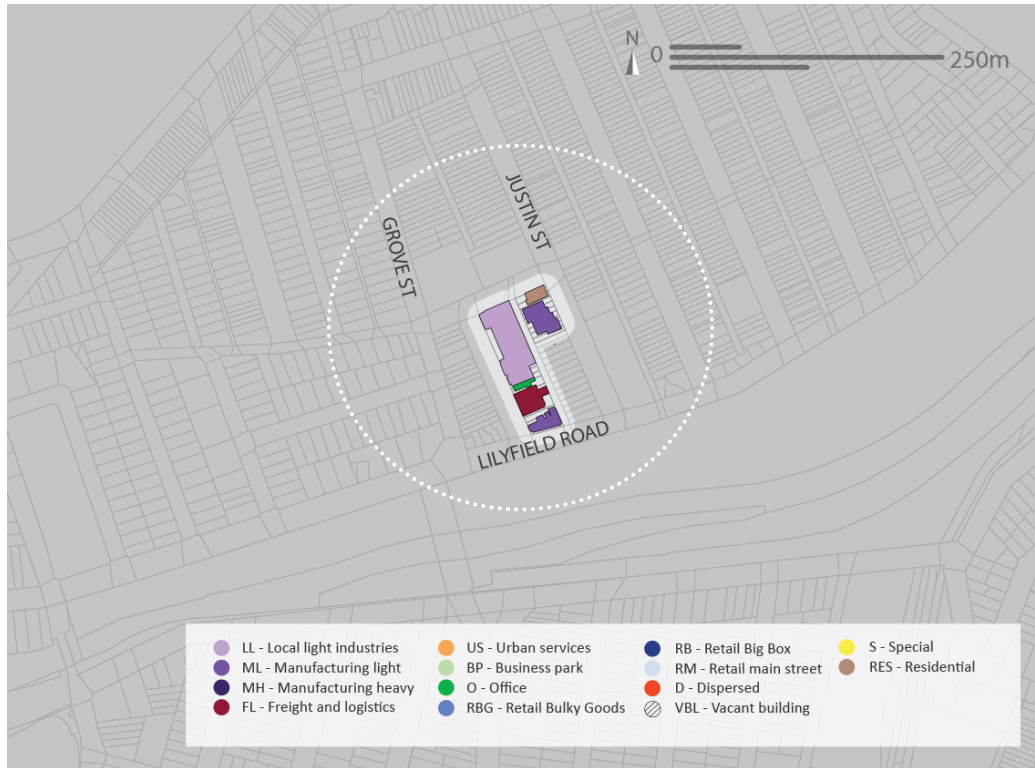 N
0
250m
JUSTIN ST
GROVE ST
LILYFIELD ROAD
LL - Local light industries
ML - Manufacturing light
MH - Manufacturing heavy
FL - Freight and logistics
US - Urban services
BP - Business park
O - Office
RBG - Retail Bulky Goods
RB - Retail Big Box
RM - Retail main street
D - Dispersed
VBL - Vacant building
S - Special
RES - Residential